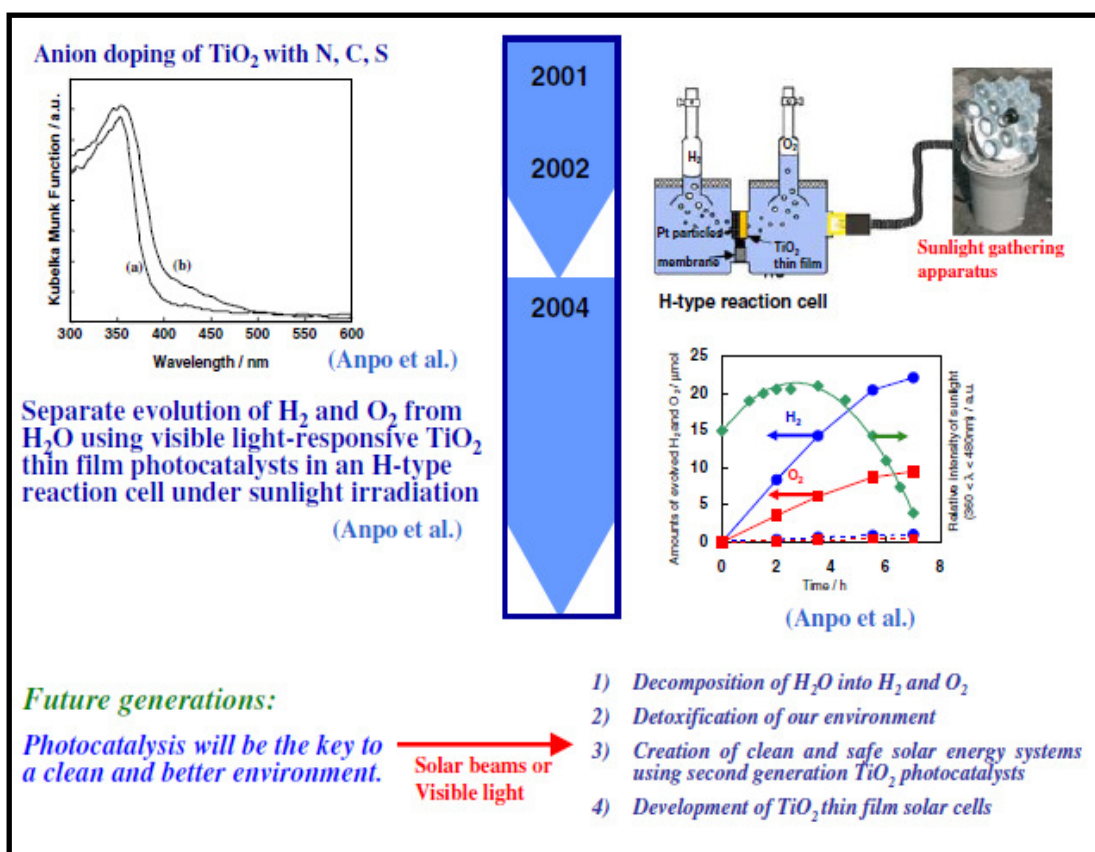 Anion doping of TiO₂ with N, C, S
Kubelka Munk Function / a.u.
(a)
(b)
300 350 400 450 500 550 600
Wavelength / nm
(Anpo et al.)
Separate evolution of H₂ and O₂ from
H₂O using visible light-responsive TiO₂
thin film photocatalysts in an H-type
reaction cell under sunlight irradiation
(Anpo et al.)
2001
2002
2004
H₂
O₂
Pt particles
membrane
TiO₂
thin film
H-type reaction cell
Sunlight gathering
apparatus
Amounts of evolved H₂ and O₂ / μmol
25
20
15
10
5
0
H₂
O₂
0 2 4 6 8
Time / h
Relative intensity of sunlight
(360 < λ < 480nm) / a.u
(Anpo et al.)
Future generations:
Photocatalysis will be the key to
a clean and better environment.
Solar beams or
Visible light
1) Decomposition of H₂O into H₂ and O₂
2) Detoxification of our environment
3) Creation of clean and safe solar energy systems
using second generation TiO₂ photocatalysts
4) Development of TiO₂ thin film solar cells